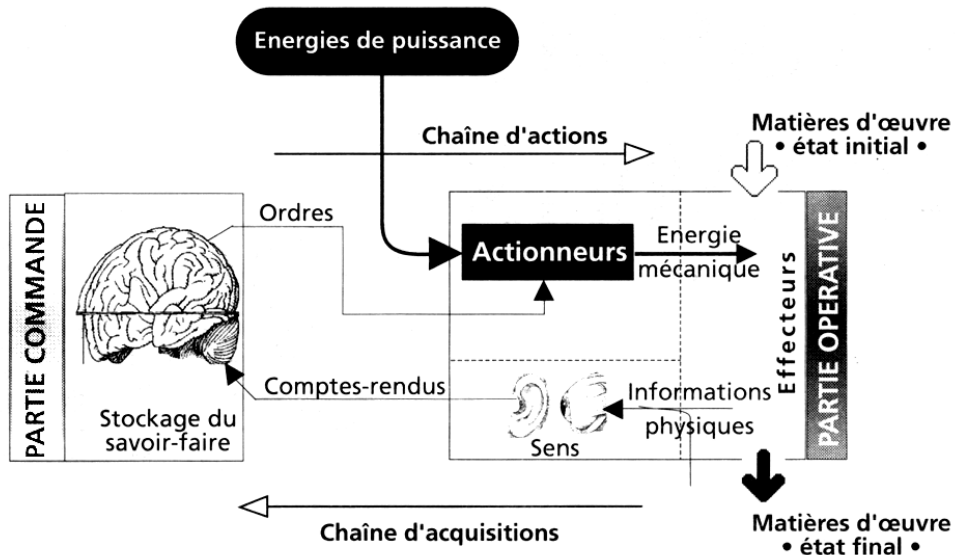 Energies de puissance
Chaîne d'actions
Matières d'œuvre
• état initial •
PARTIE COMMANDE
Ordres
Actionneurs
Energie
mécanique
Effecteurs
PARTIE OPERATIVE
Comptes-rendus
Informations
physiques
Stockage du
savoir-faire
Sens
Chaîne d'acquisitions
Matières d'œuvre
• état final •